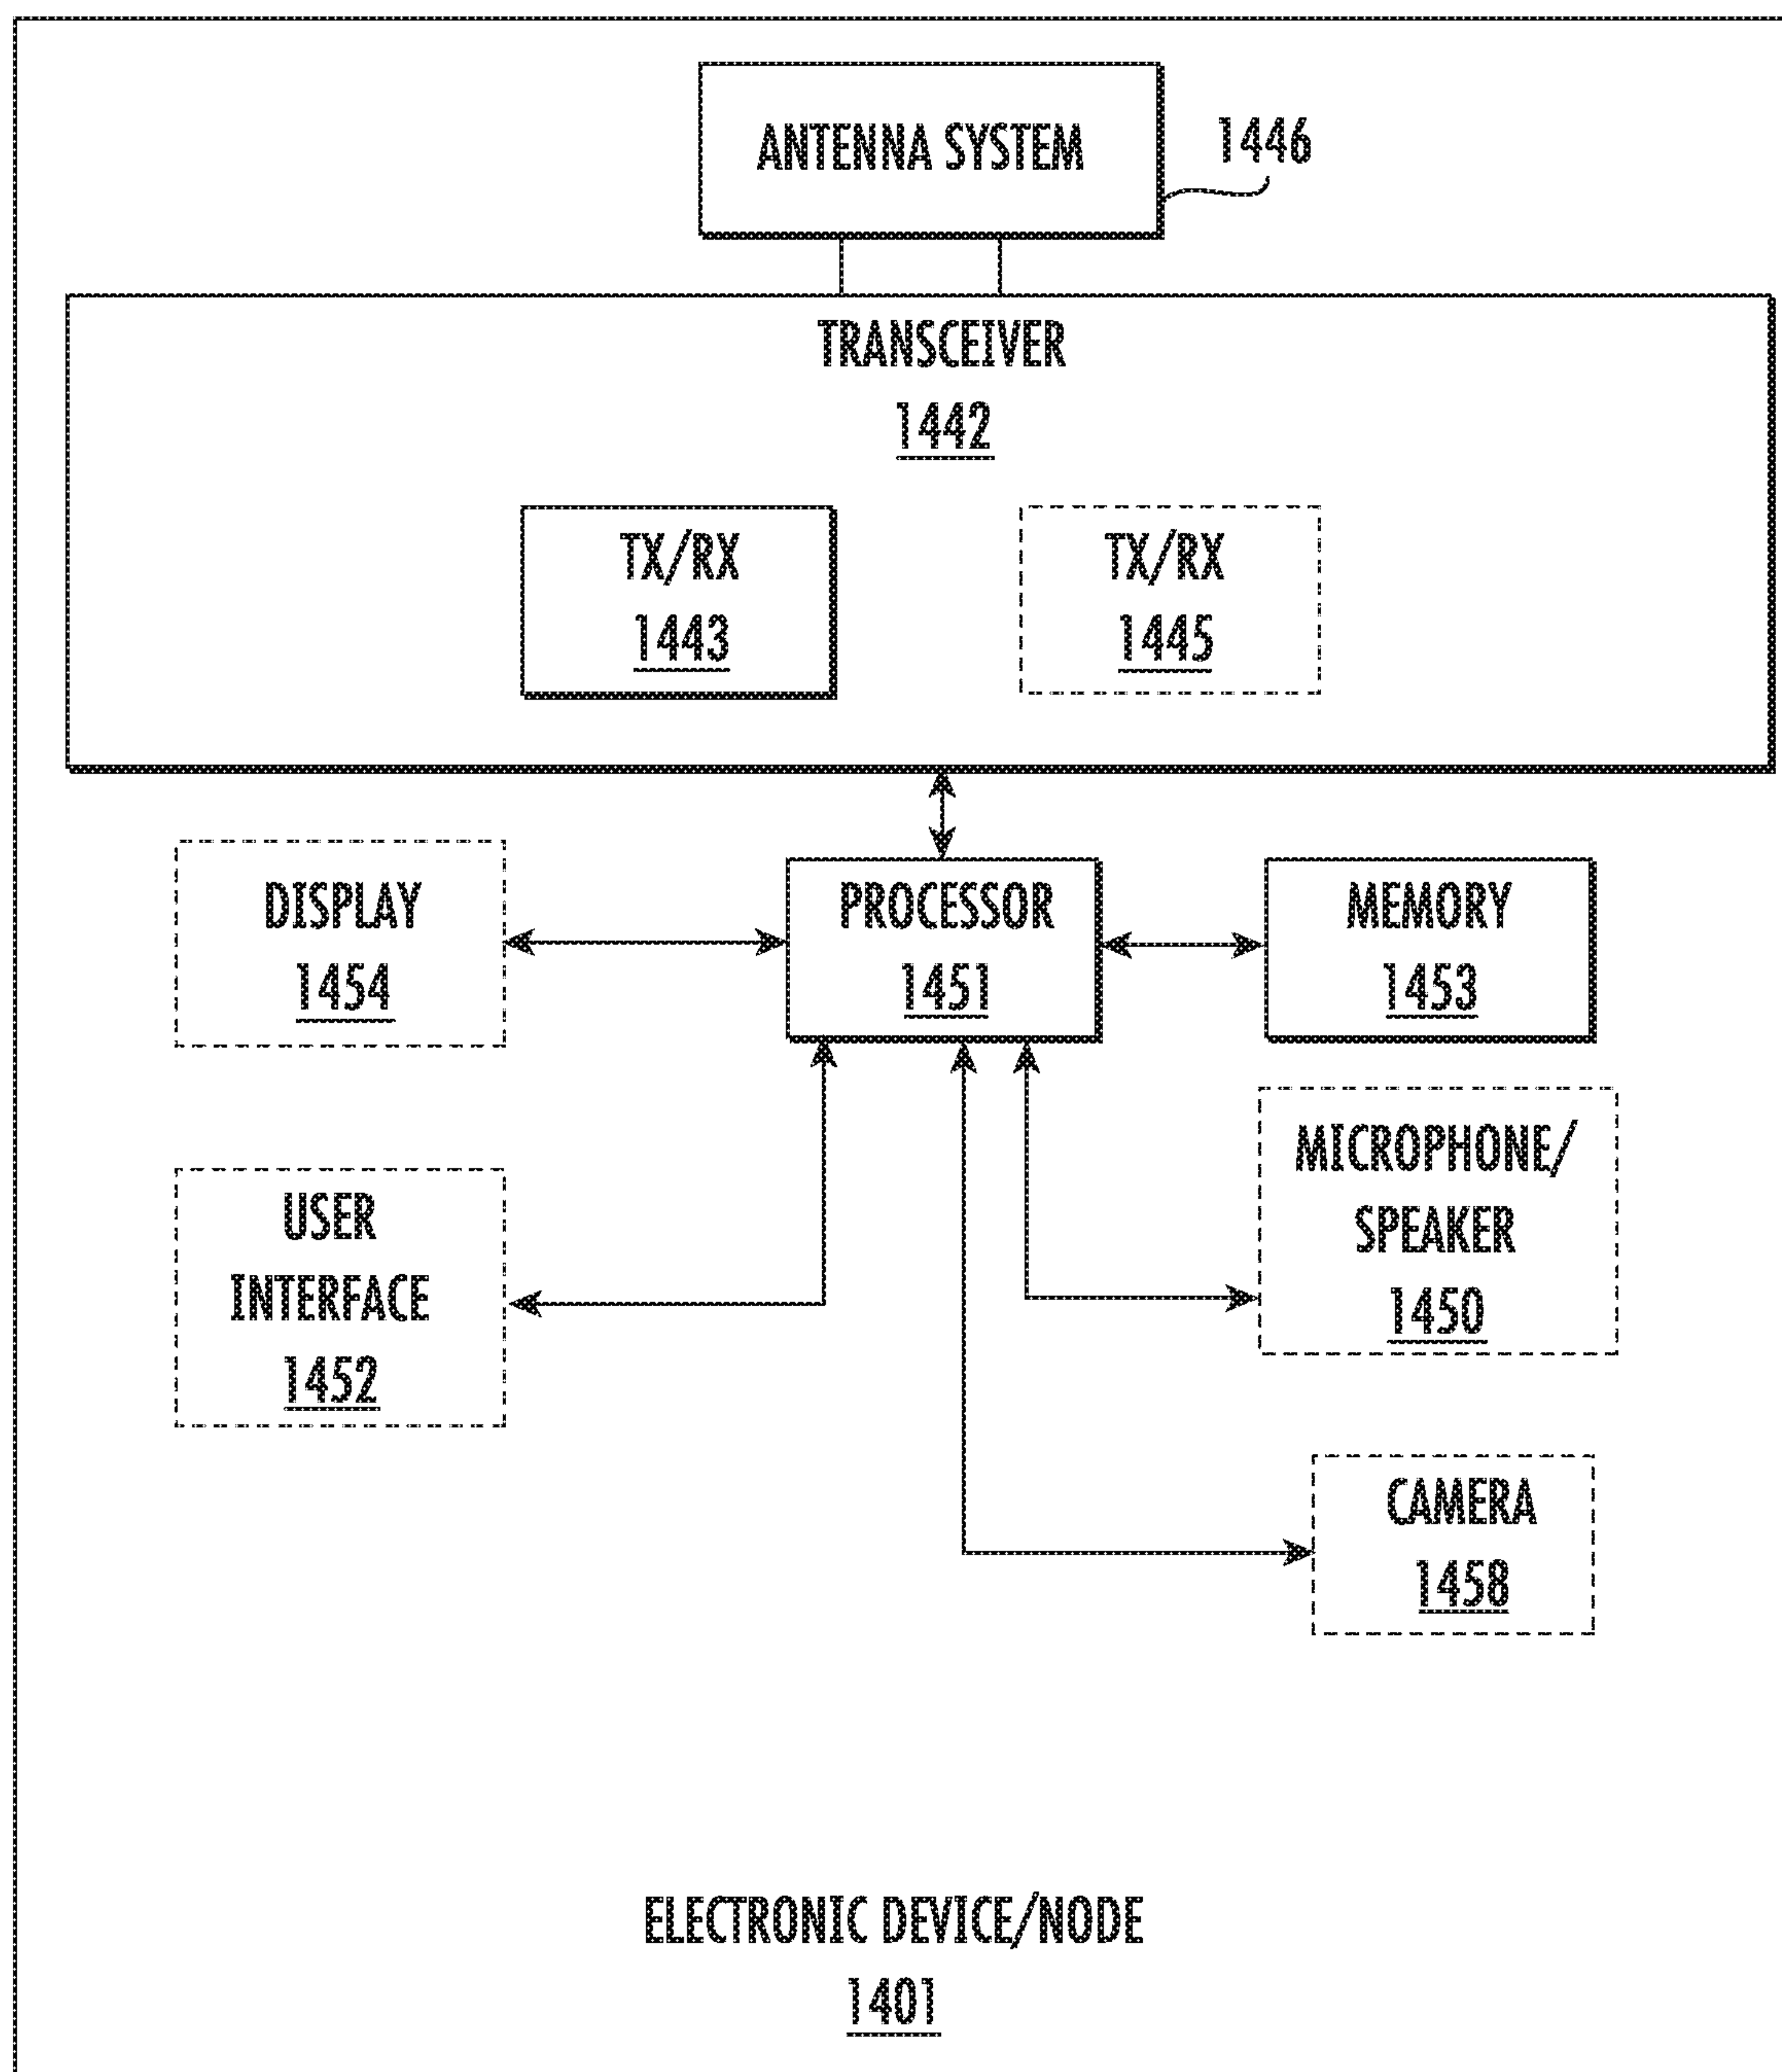 ANTENNA SYSTEM
1446
TRANSCEIVER
1442
TX/RX
1443
TX/RX
1445
DISPLAY
1454
PROCESSOR
1451
MEMORY
1453
USER
INTERFACE
1452
MICROPHONE/
SPEAKER
1450
CAMERA
1458
ELECTRONIC DEVICE/NODE
1401